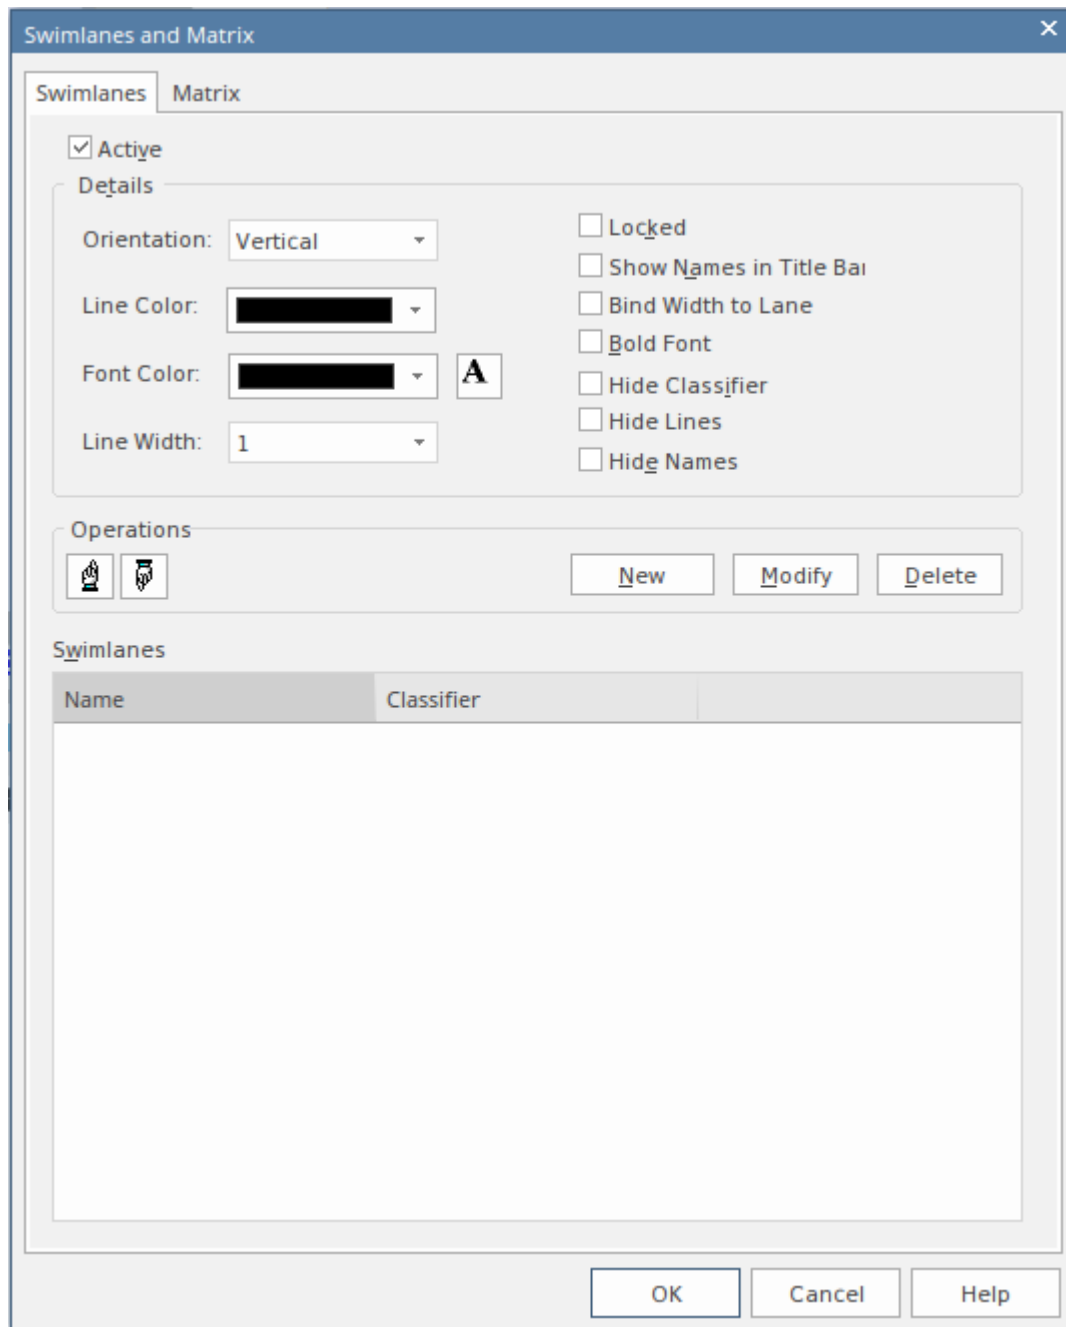 Swimlanes and Matrix
Swimlanes Matrix
Active
Details
Orientation: Vertical
Line Color:
Font Color: A
Line Width: 1
Locked
Show Names in Title Bar
Bind Width to Lane
Bold Font
Hide Classifier
Hide Lines
Hide Names
Operations
New Modify Delete
Swimlanes
Name Classifier
OK Cancel Help